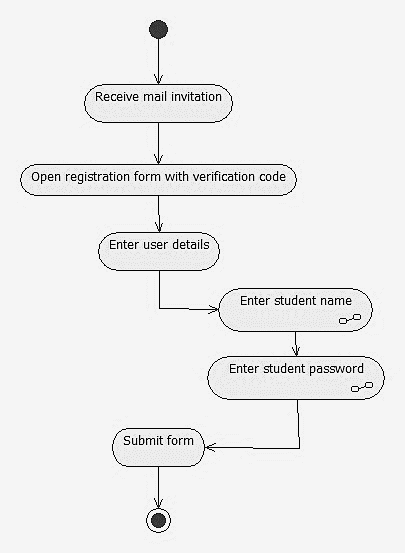 Receive mail invitation
Open registration form with verification code
Enter user details
Enter student name
Enter student password
Submit form